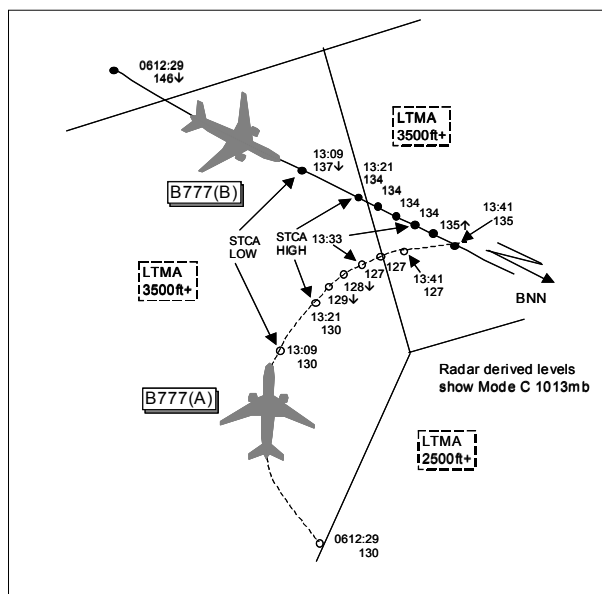 0612:29
146↓
LTMA
3500ft+
13:09
137↓
13:21
134
134
134
134
135↑
13:41
135
B777(B)
STCA
LOW
STCA
HIGH
13:33
127
127
13:41
127
128↓
129↓
BNN
LTMA
3500ft+
13:21
130
13:09
130
Radar derived levels
show Mode C 1013mb
B777(A)
LTMA
2500ft+
0612:29
130